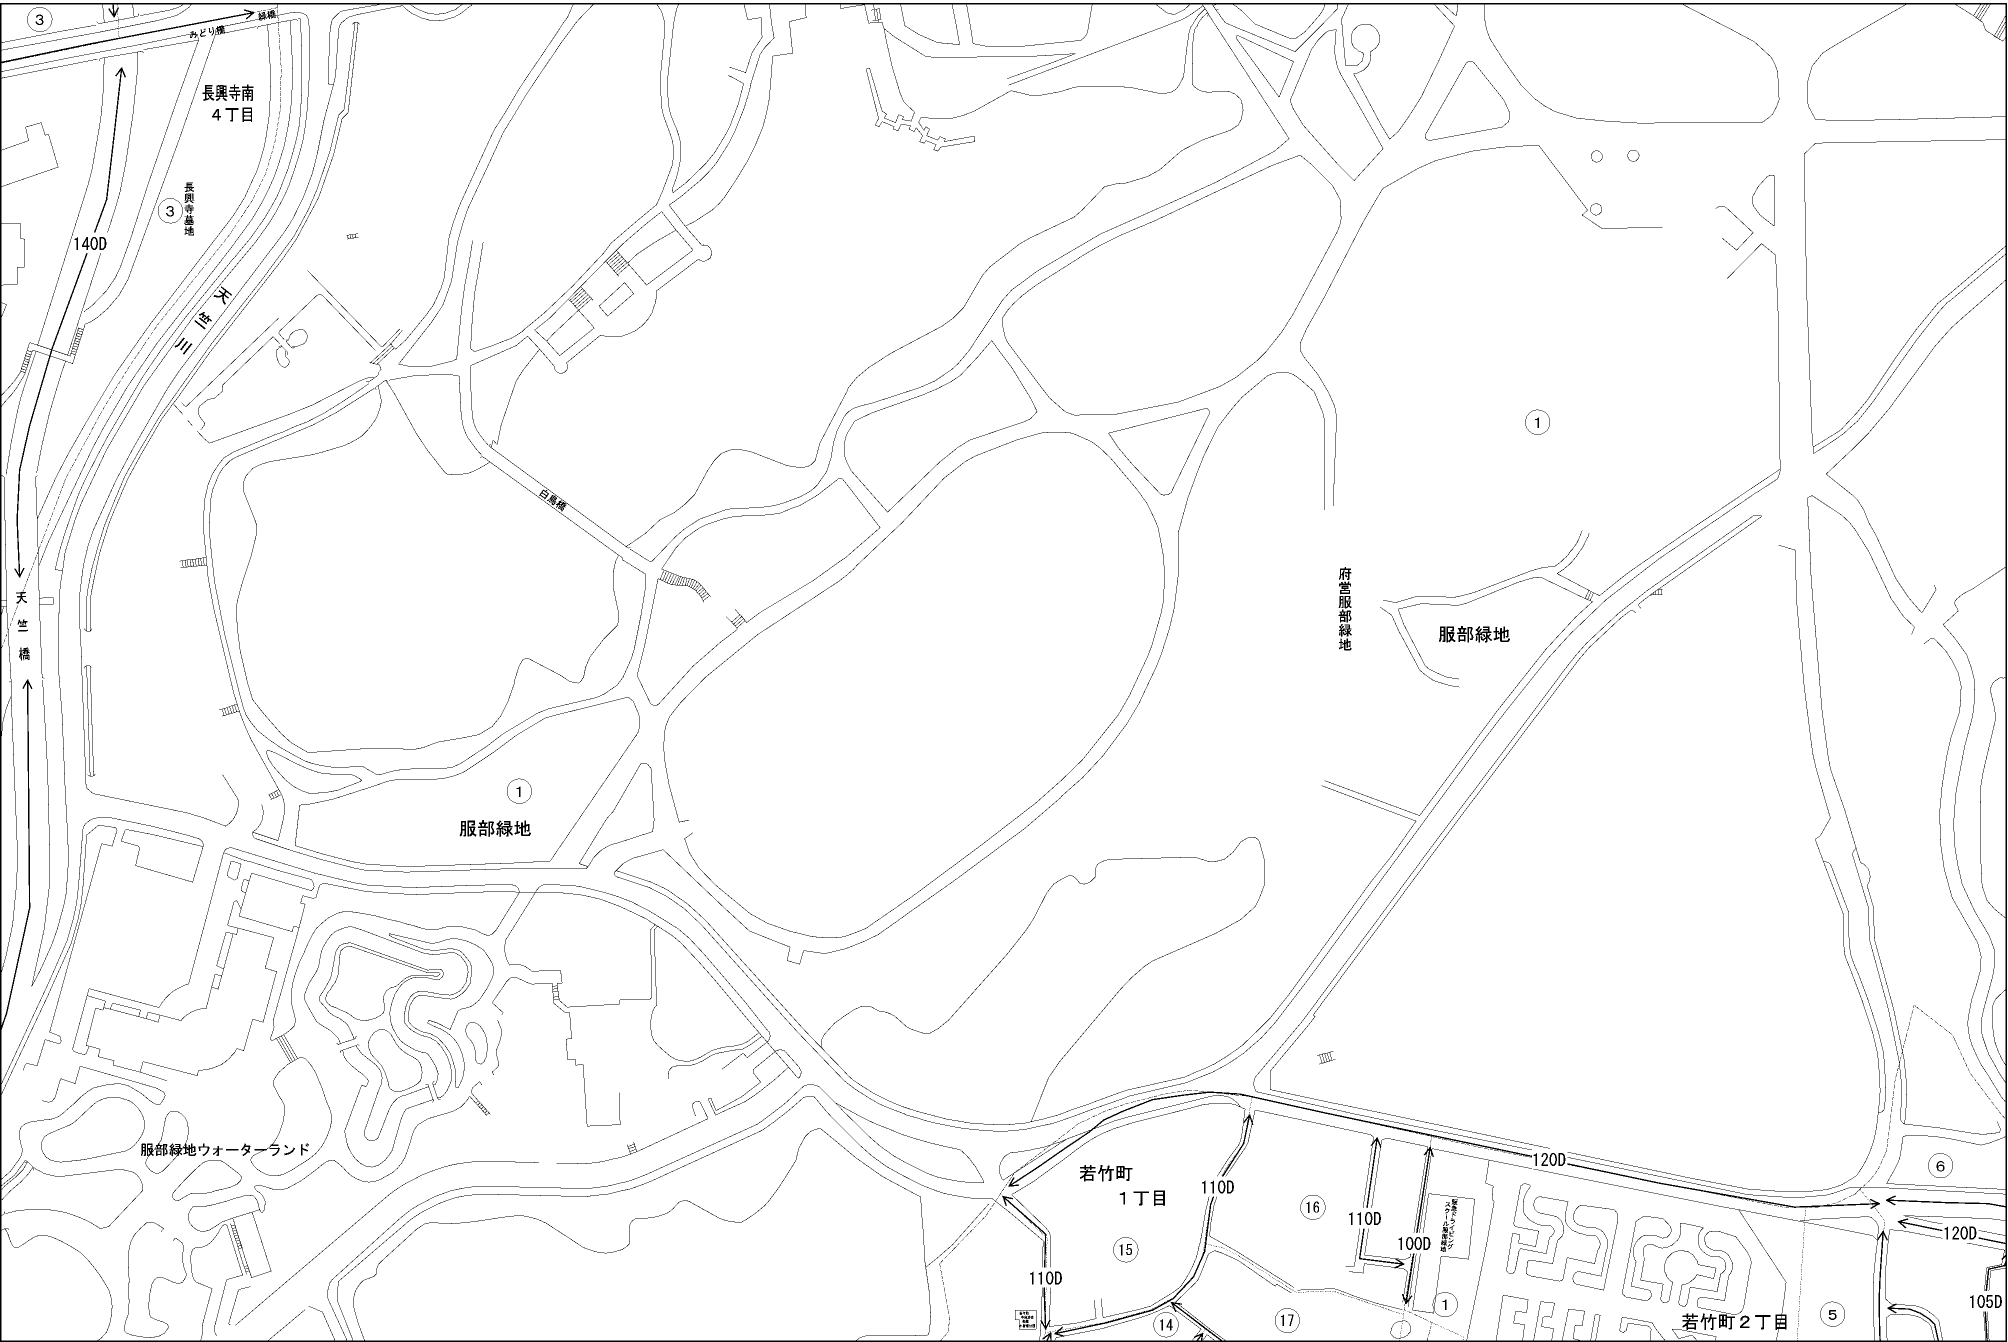 3
緑橋
みどり橋
長興寺南
４丁目
3
長興寺墓地
140D
天竺川
1
白鳥橋
府営服部緑地
服部緑地
天竺橋
1
服部緑地
服部緑地ウォーターランド
若竹町
１丁目
110D
16
110D
100D
120D
6
120D
15
110D
14
17
1
若竹町２丁目
5
105D